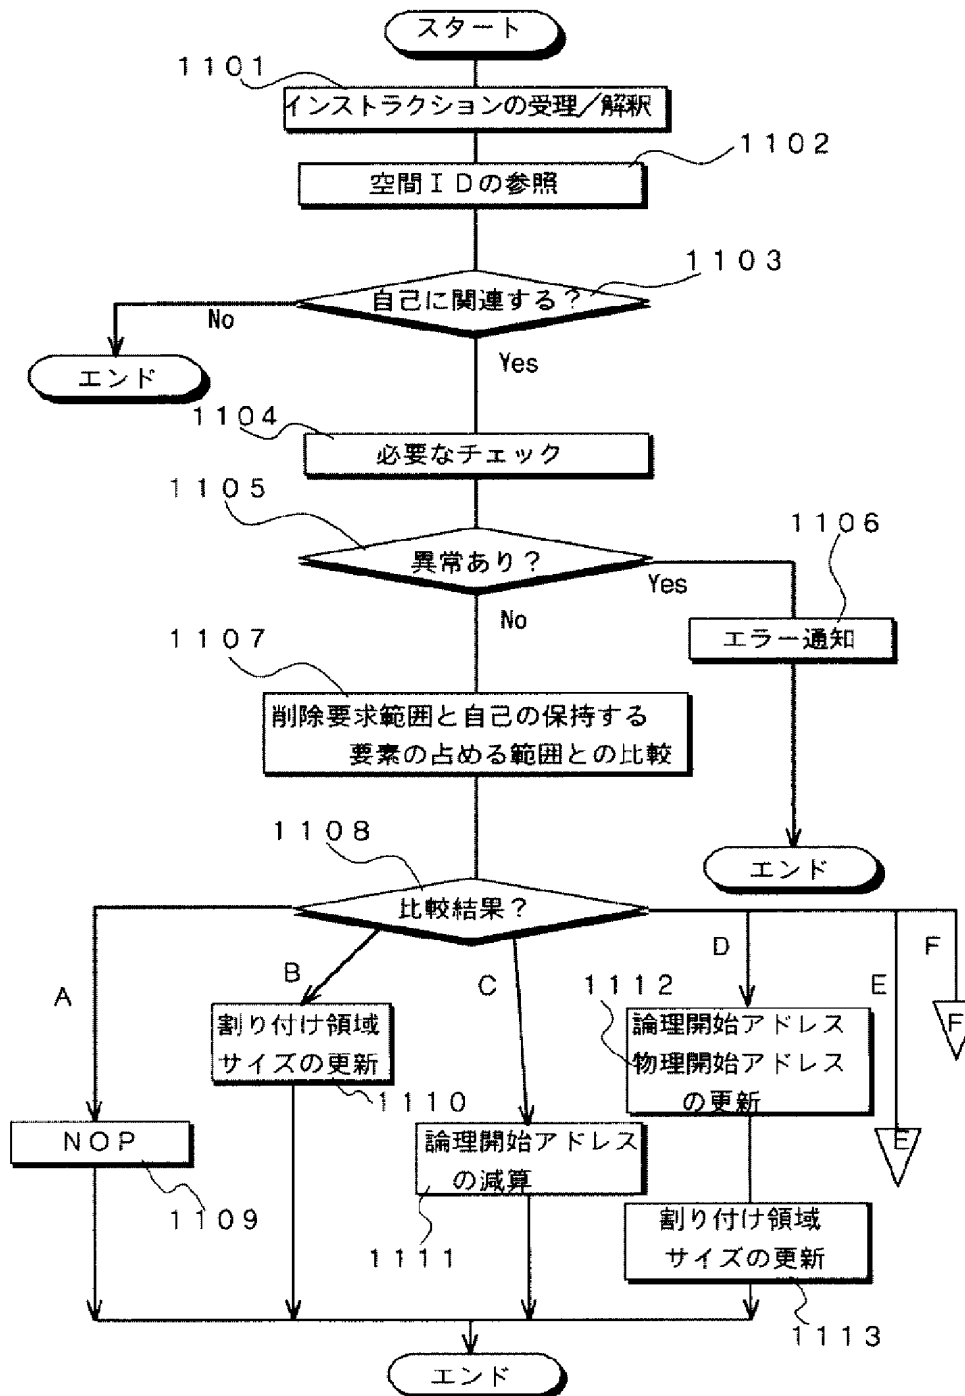 スタート
1101
インストラクションの受理/解釈
1102
空間IDの参照
1103
自己に関連する?
No
Yes
エンド
1104
必要なチェック
1105
異常あり?
1106
Yes
No
エラー通知
1107
削除要求範囲と自己の保持する
要素の占める範囲との比較
1108
エンド
比較結果?
A
B
C
D
E
F
1112
割り付け領域
サイズの更新
1110
論理開始アドレス
物理開始アドレス
の更新
F
E
NOP
1109
論理開始アドレス
の減算
1111
割り付け領域
サイズの更新
1113
エンド